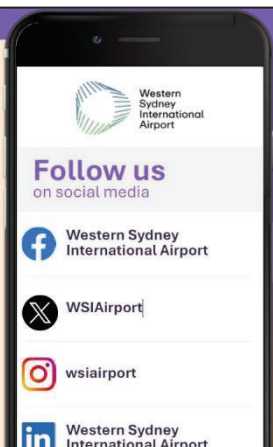 Western
Sydney
International
Airport
Follow us
on social media
Western Sydney
International Airport
WSIAirport
wsiairport
Western Sydney
International Airport